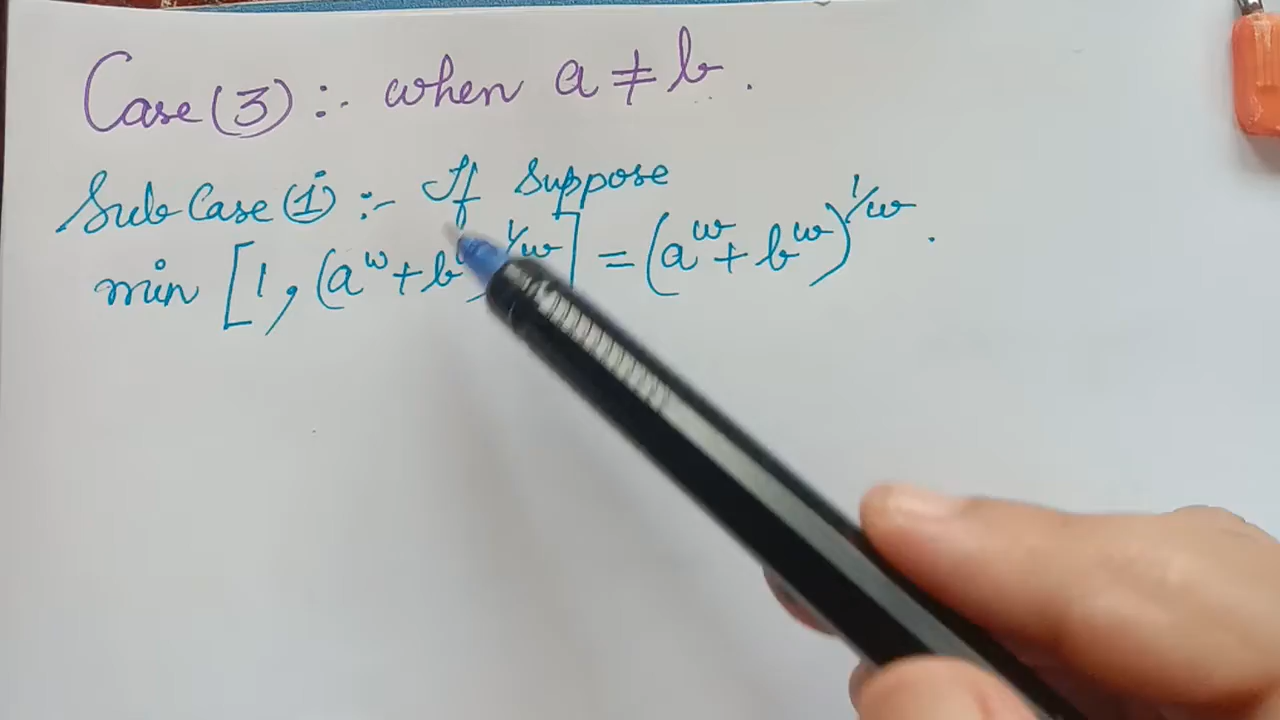 Case (3) :- when a ≠ b.
Sub Case (1) :- If suppose
min [1, (a^w + b )^1/w] = (a^w + b^w)^1/w.